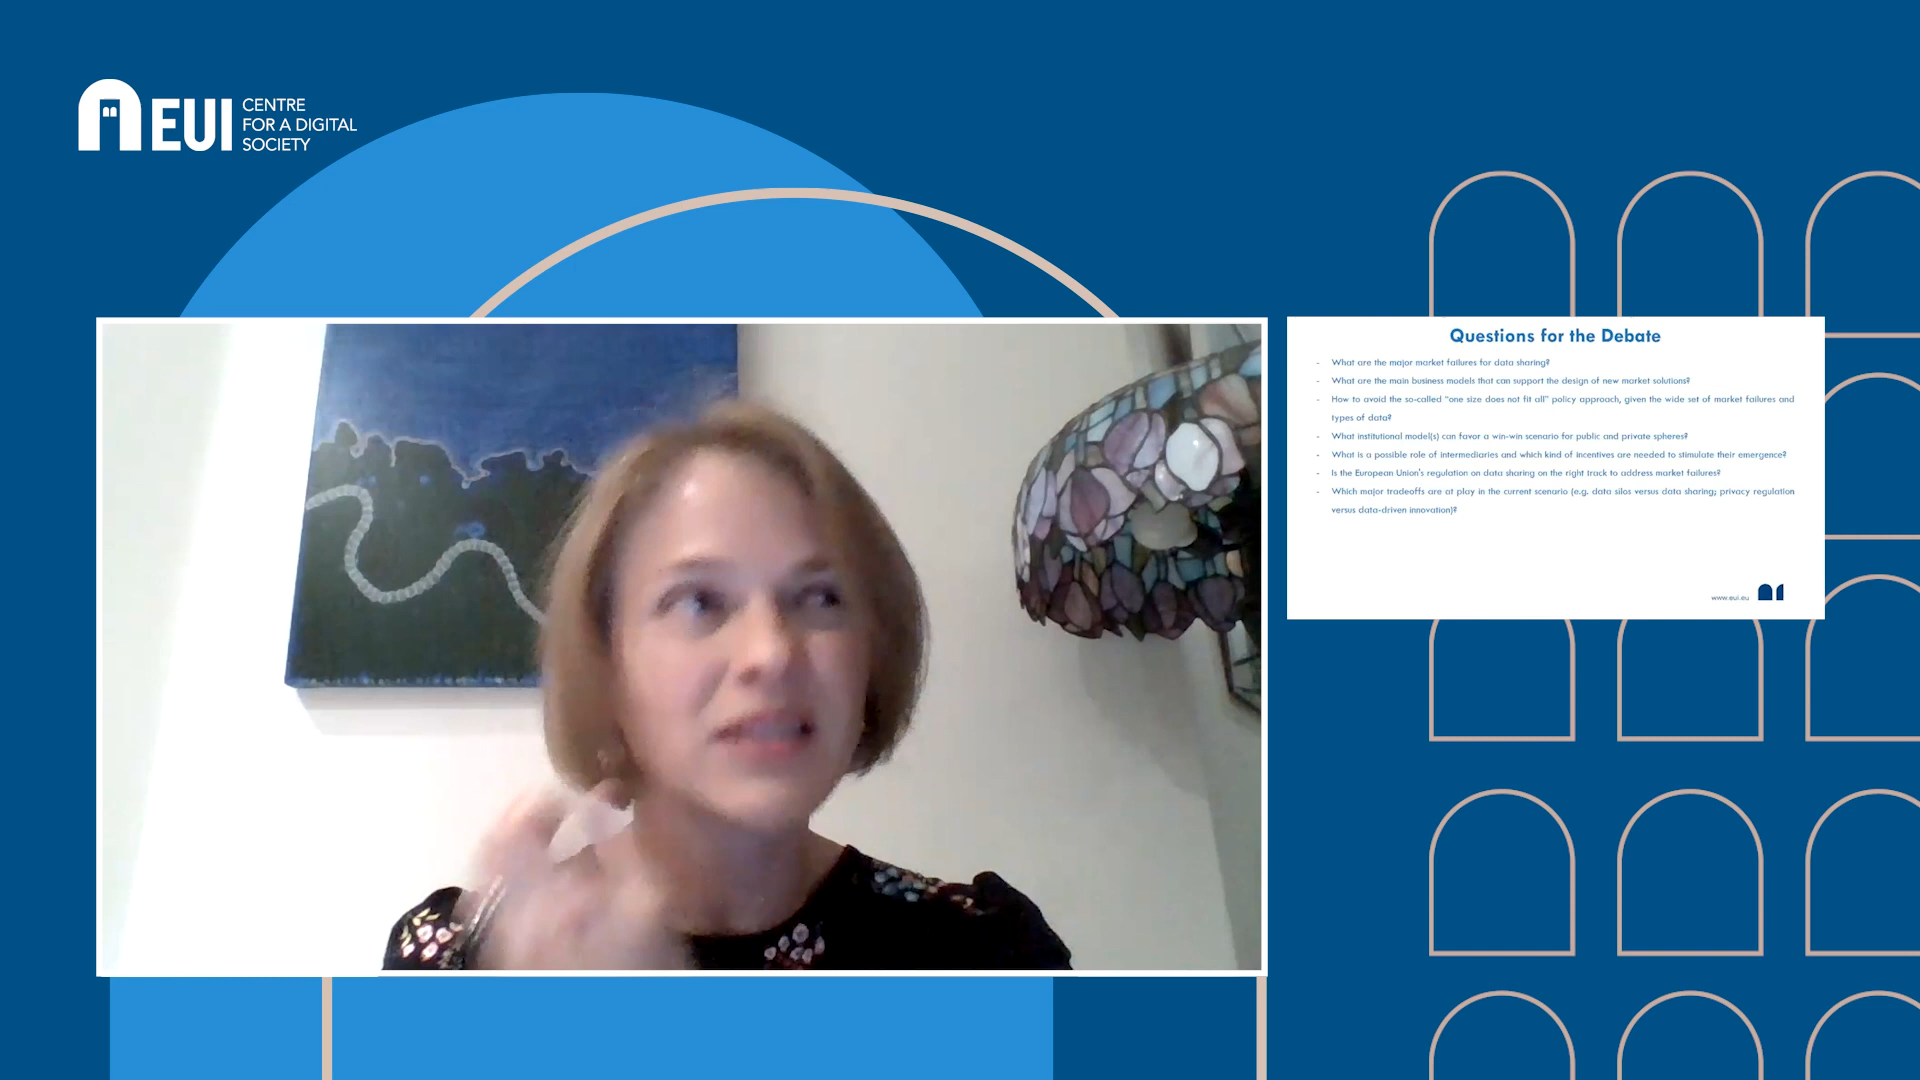 EUI
CENTRE
FOR A DIGITAL
SOCIETY
Questions for the Debate
- What are the major market failures for data sharing?
- What are the main business models that can support the design of new market solutions?
- How to avoid the so-called “one size does not fit all” policy approach, given the wide set of market failures and
types of data?
- What institutional model(s) can favor a win-win scenario for public and private spheres?
- What is a possible role of intermediaries and which kind of incentives are needed to stimulate their emergence?
- Is the European Union's regulation on data sharing on the right track to address market failures?
- Which major tradeoffs are at play in the current scenario (e.g. data silos versus data sharing; privacy regulation
versus data-driven innovation)?
www.eui.eu